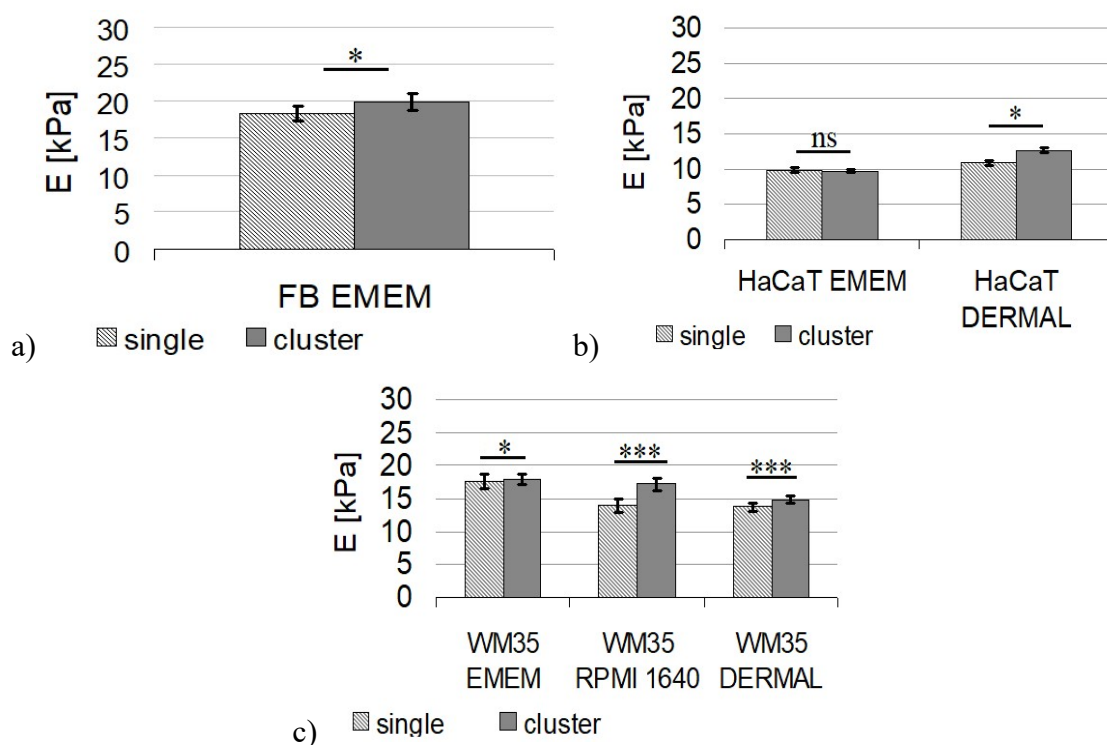 30
25
20
15
10
5
0
E [kPa]
*
FB EMEM
single cluster
a)
30
25
20
15
10
5
0
E [kPa]
ns
*
HaCaT EMEM
HaCaT
DERMAL
single cluster
b)
30
25
20
15
10
5
0
E [kPa]
*
***
***
WM35
EMEM
WM35
RPMI 1640
WM35
DERMAL
single cluster
c)